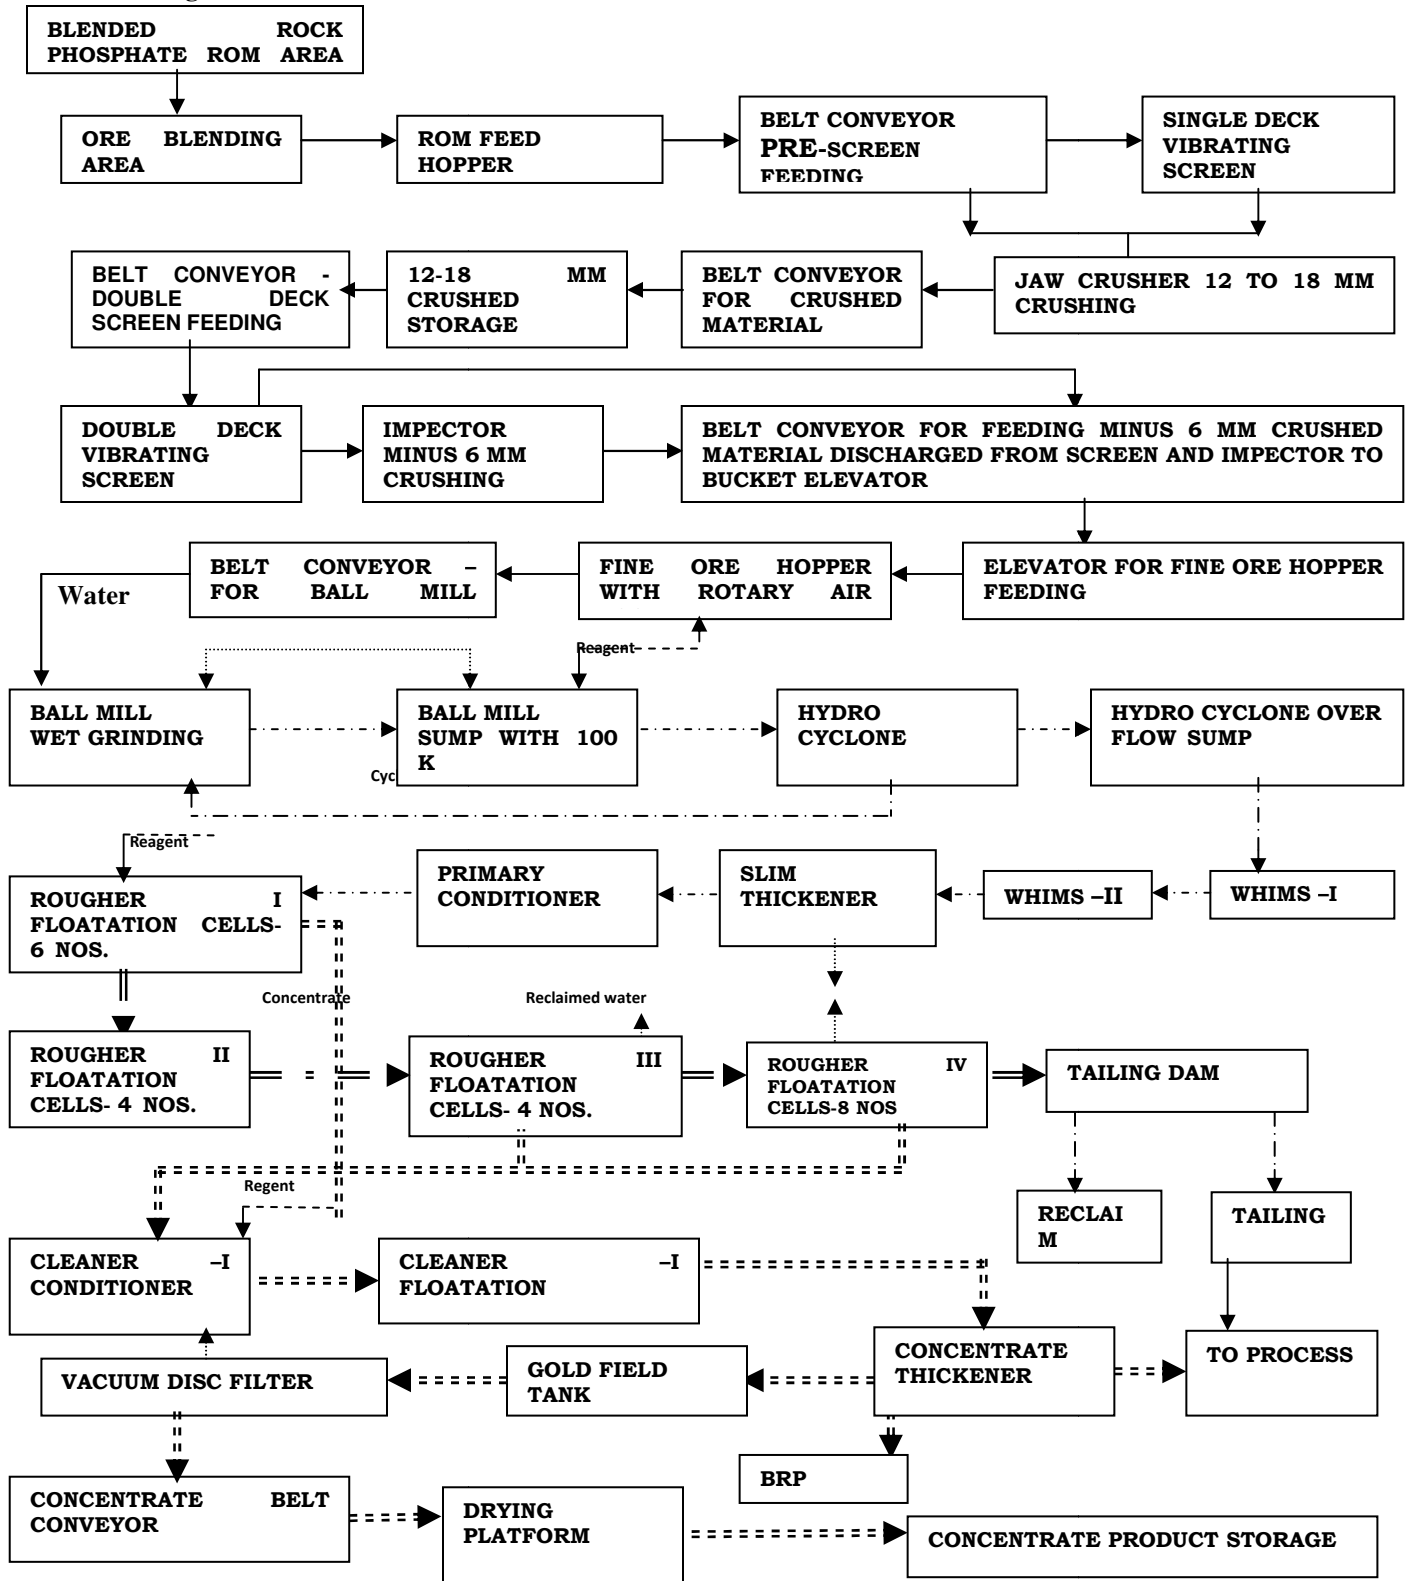 BLENDED ROCK
PHOSPHATE ROM AREA
ORE BLENDING
AREA
ROM FEED
HOPPER
BELT CONVEYOR
PRE-SCREEN
FEEDING
SINGLE DECK
VIBRATING
SCREEN
BELT CONVEYOR -
DOUBLE DECK
SCREEN FEEDING
12-18 MM
CRUSHED
STORAGE
BELT CONVEYOR
FOR CRUSHED
MATERIAL
JAW CRUSHER 12 TO 18 MM
CRUSHING
DOUBLE DECK
VIBRATING
SCREEN
IMPECTOR
MINUS 6 MM
CRUSHING
BELT CONVEYOR FOR FEEDING MINUS 6 MM CRUSHED
MATERIAL DISCHARGED FROM SCREEN AND IMPECTOR TO
BUCKET ELEVATOR
Water
BELT CONVEYOR –
FOR BALL MILL
FINE ORE HOPPER
WITH ROTARY AIR
ELEVATOR FOR FINE ORE HOPPER
FEEDING
Reagent
BALL MILL
WET GRINDING
BALL MILL
SUMP WITH 100
K
Cyc
HYDRO
CYCLONE
HYDRO CYCLONE OVER
FLOW SUMP
Reagent
ROUGHER I
FLOATATION CELLS-
6 NOS.
PRIMARY
CONDITIONER
SLIM
THICKENER
WHIMS –II
WHIMS –I
Concentrate
Reclaimed water
ROUGHER II
FLOATATION
CELLS- 4 NOS.
ROUGHER III
FLOATATION
CELLS- 4 NOS.
ROUGHER IV
FLOATATION
CELLS-8 NOS
TAILING DAM
Regent
RECLAI
M
TAILING
CLEANER –I
CONDITIONER
CLEANER –I
FLOATATION
CONCENTRATE
THICKENER
TO PROCESS
VACUUM DISC FILTER
GOLD FIELD
TANK
BRP
CONCENTRATE BELT
CONVEYOR
DRYING
PLATFORM
CONCENTRATE PRODUCT STORAGE